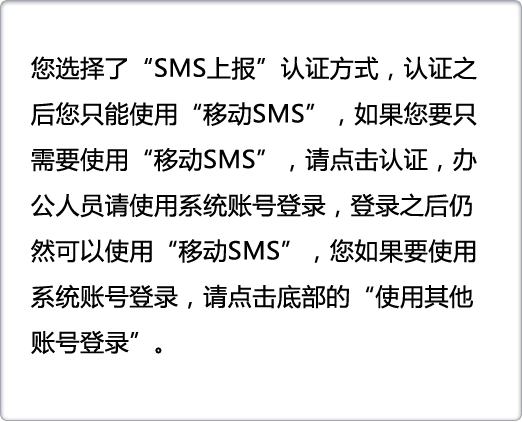 您选择了“SMS上报”认证方式，认证之
后您只能使用“移动SMS”，如果您要只
需要使用“移动SMS”，请点击认证，办
公人员请使用系统账号登录，登录之后仍
然可以使用“移动SMS”，您如果要使用
系统账号登录，请点击底部的“使用其他
账号登录”。